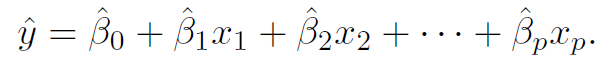 ŷ = β̂₀ + β̂₁x₁ + β̂₂x₂ + ⋯ + β̂ₚxₚ.